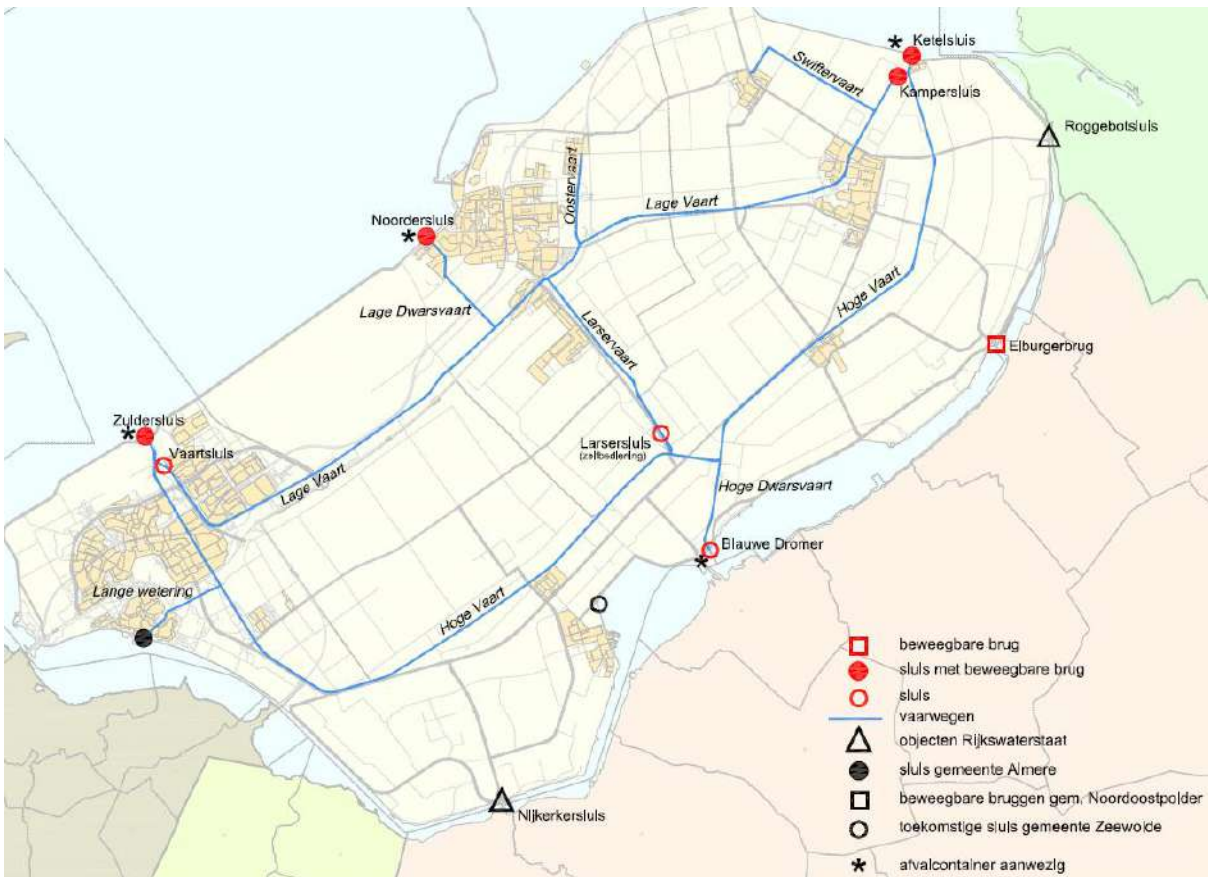 Ketelsluis
Swiftervaart
Kampersluis
Roggebotsluis
Oostervaart
Lage Vaart
Noordersluis
Hoge Vaart
Lage Dwarsvaart
Larservaart
Elburgerbrug
Zuidersluis
Vaartsluis
Larsersluis
(zelfbediening)
Lage Vaart
Hoge Dwarsvaart
Blauwe Dromer
Lange wetering
Hoge Vaart
beweegbare brug
sluis met beweegbare brug
sluis
vaarwegen
objecten Rijkswaterstaat
sluis gemeente Almere
beweegbare bruggen gem. Noordoostpolder
toekomstige sluis gemeente Zeewolde
afvalcontainer aanwezig
Nijkerkersluis